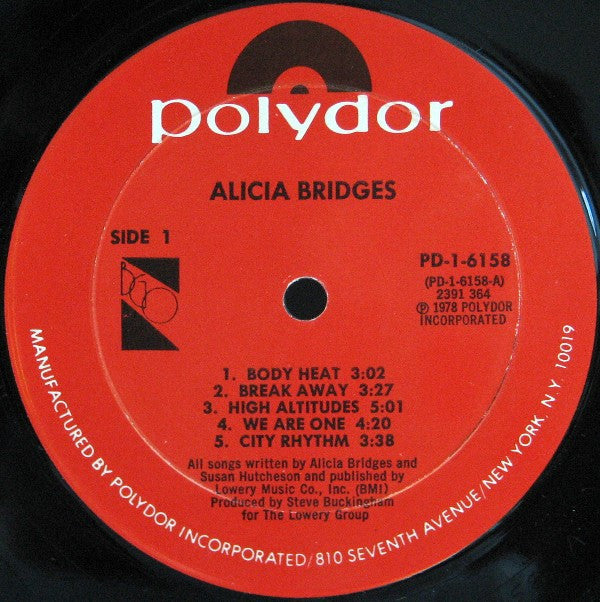 polydor
ALICIA BRIDGES
SIDE 1
BGO
PD-1-6158
(PD-1-6158-A)
2391 364
℗ 1978 POLYDOR
INCORPORATED
1. BODY HEAT 3:02
2. BREAK AWAY 3:27
3. HIGH ALTITUDES 5:01
4. WE ARE ONE 4:20
5. CITY RHYTHM 3:38
All songs written by Alicia Bridges and
Susan Hutcheson and published by
Lowery Music Co., Inc. (BMI)
Produced by Steve Buckingham
for The Lowery Group
MANUFACTURED BY POLYDOR INCORPORATED/810 SEVENTH AVENUE/NEW YORK, N.Y. 10019